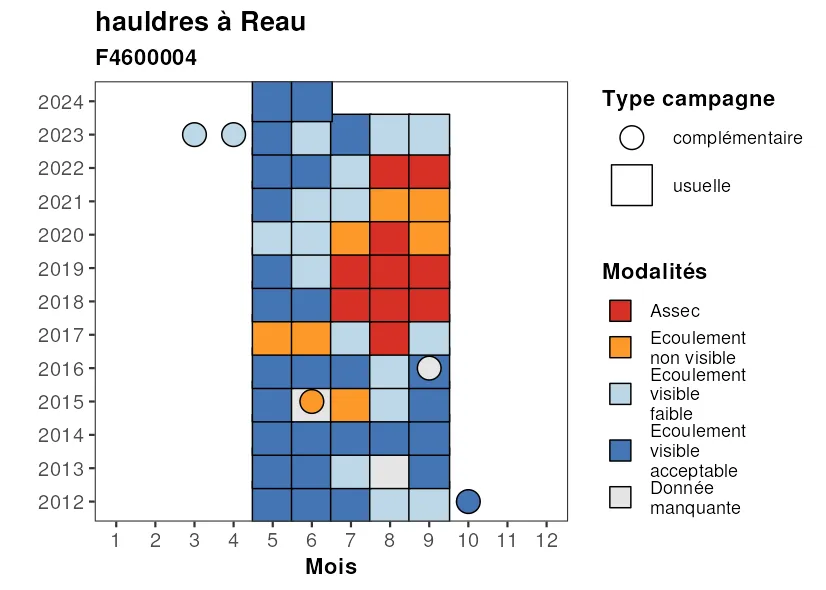 hauldres à Reau
F4600004
2024
2023
2022
2021
2020
2019
2018
2017
2016
2015
2014
2013
2012
1 2 3 4 5 6 7 8 9 10 11 12
Mois
Type campagne
complémentaire
usuelle
Modalités
Assec
Ecoulement
non visible
Ecoulement
visible
faible
Ecoulement
visible
acceptable
Donnée
manquante